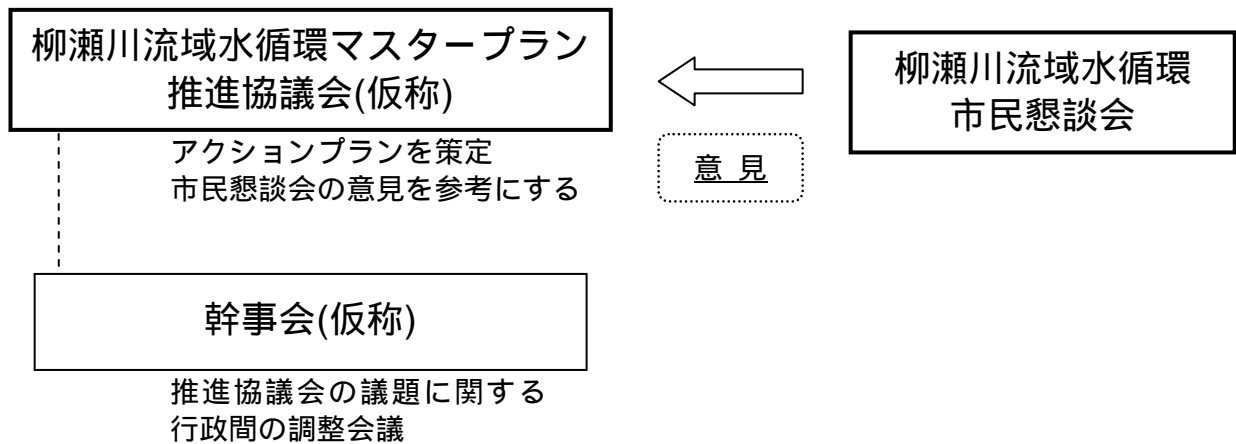 柳瀬川流域水循環マスタープラン
推進協議会(仮称)
アクションプランを策定
市民懇談会の意見を参考にする
意 見
柳瀬川流域水循環
市民懇談会
幹事会(仮称)
推進協議会の議題に関する
行政間の調整会議